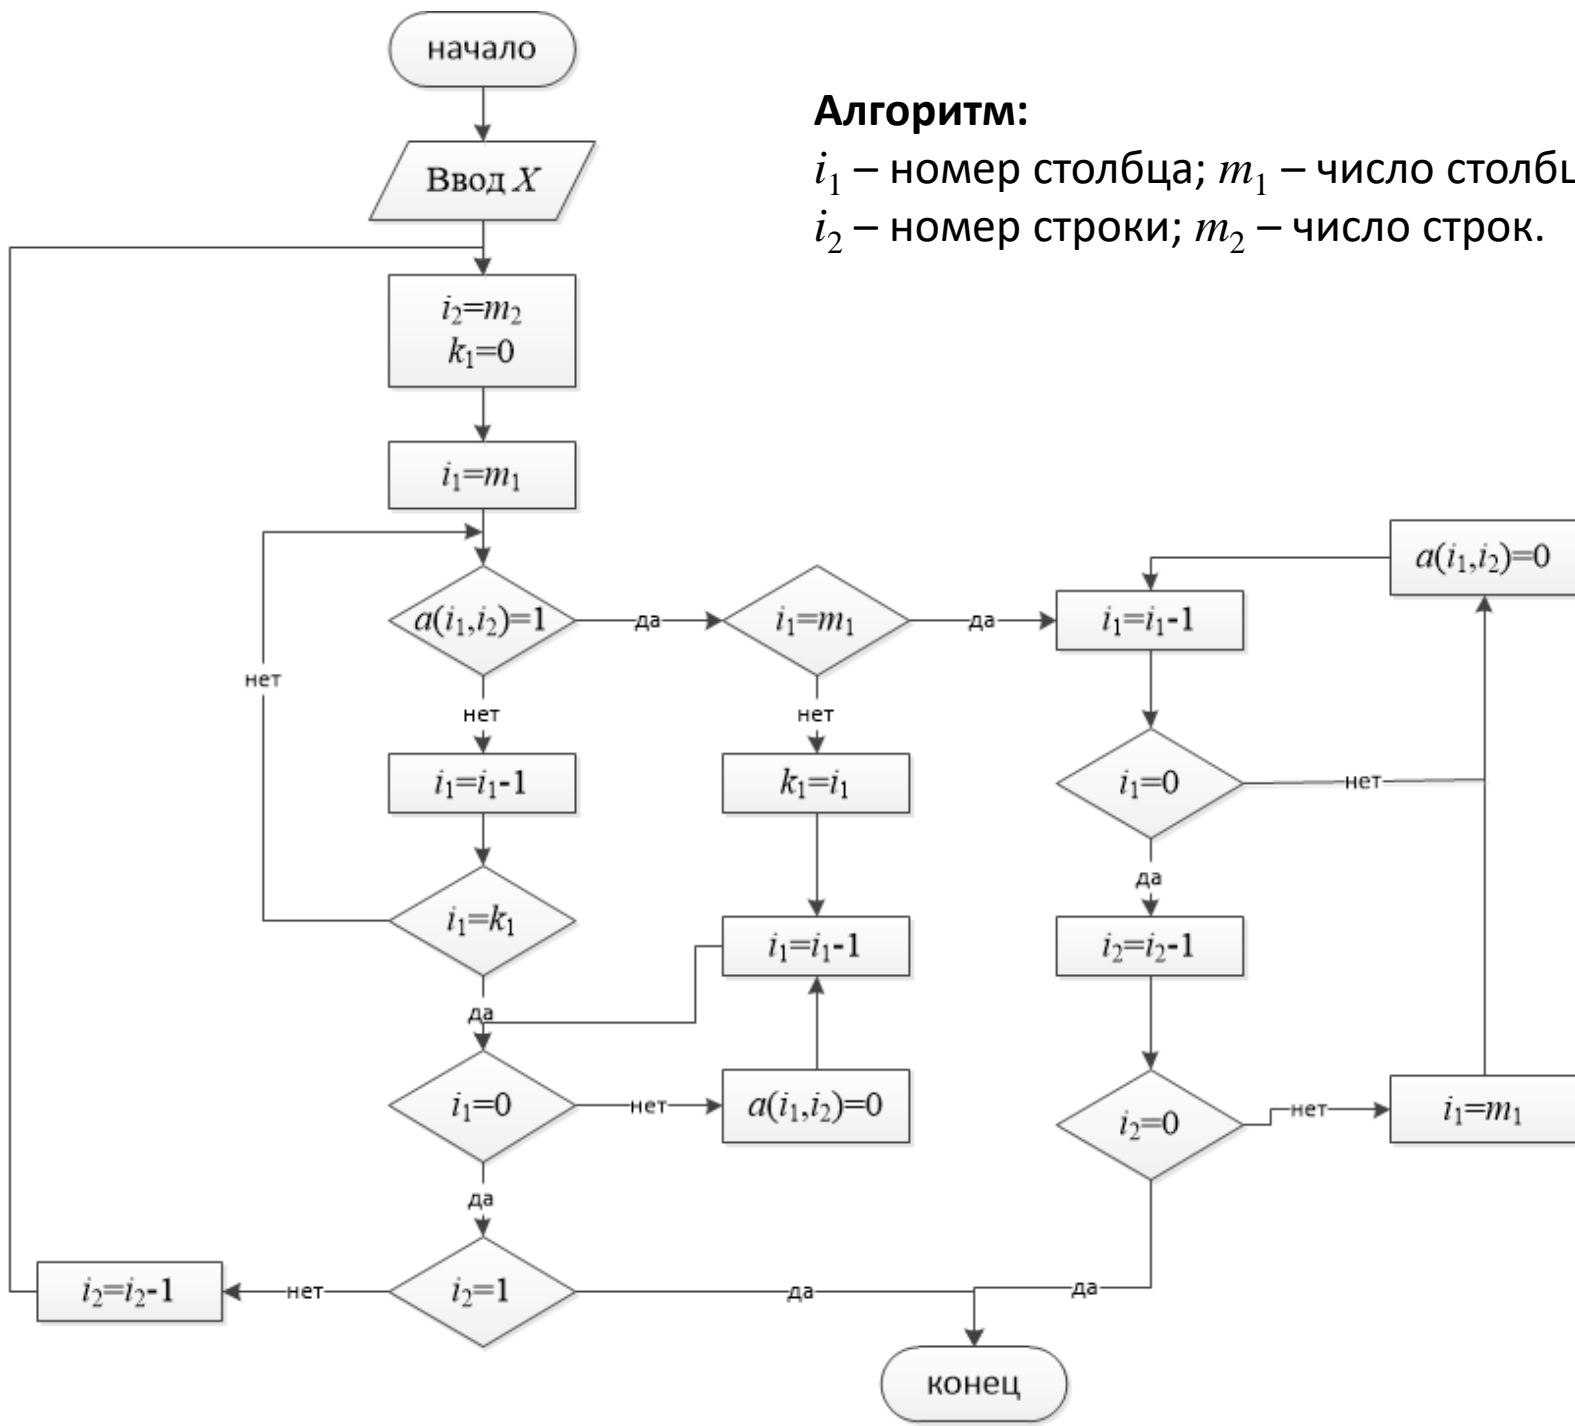 начало
Ввод X
Алгоритм:
i₁ – номер столбца; m₁ – число
i₂ – номер строки; m₂ – число строк.
i₂=m₂
k₁=0
i₁=m₁
a(i₁,i₂)=0
a(i₁,i₂)=1
да
i₁=m₁
да
i₁=i₁-1
нет
нет
нет
i₁=i₁-1
k₁=i₁
i₁=0
нет
да
i₁=k₁
i₁=i₁-1
i₂=i₂-1
да
i₁=0
нет
a(i₁,i₂)=0
i₂=0
нет
i₁=m₁
да
i₂=i₂-1
нет
i₂=1
да
да
конец